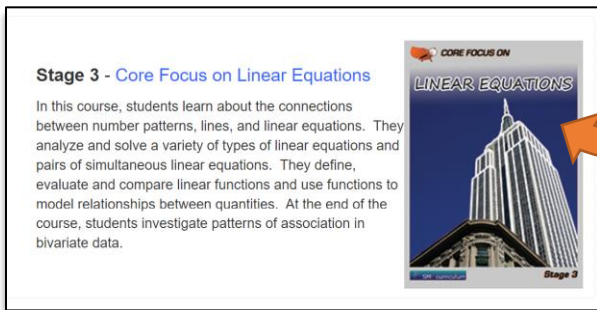 Stage 3 - Core Focus on Linear Equations
In this course, students learn about the connections
between number patterns, lines, and linear equations. They
analyze and solve a variety of types of linear equations and
pairs of simultaneous linear equations. They define,
evaluate and compare linear functions and use functions to
model relationships between quantities. At the end of the
course, students investigate patterns of association in
bivariate data.
CORE FOCUS ON
LINEAR EQUATIONS
SM curriculum
Stage 3